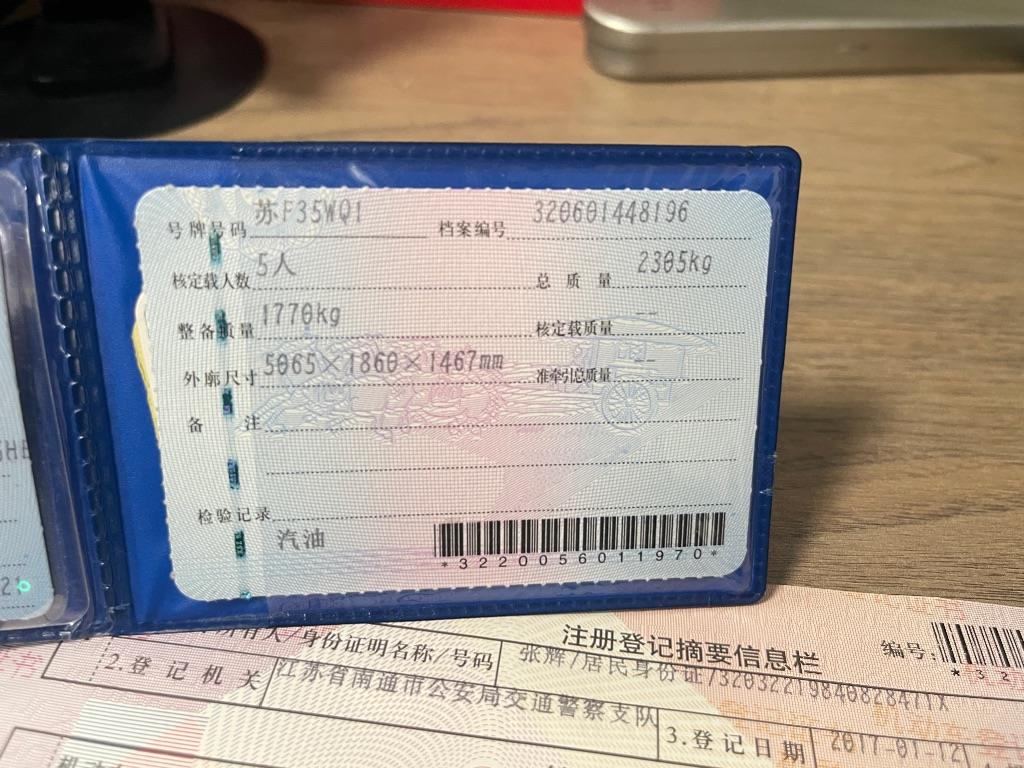 号牌号码 苏F35WQ1 档案编号 320601448196
核定载人数 5人 总质量 2305kg
整备质量 1770kg 核定载质量 --
外廓尺寸 5065×1860×1467mm 准牵引总质量 --
备注
检验记录
汽油
*3220056011970*
注册登记摘要信息栏
编号:
身份证明名称/号码 张辉/居民身份证/
2.登记机关 江苏省南通市公安局交通警察支队 3.登记日期 2017-01-12